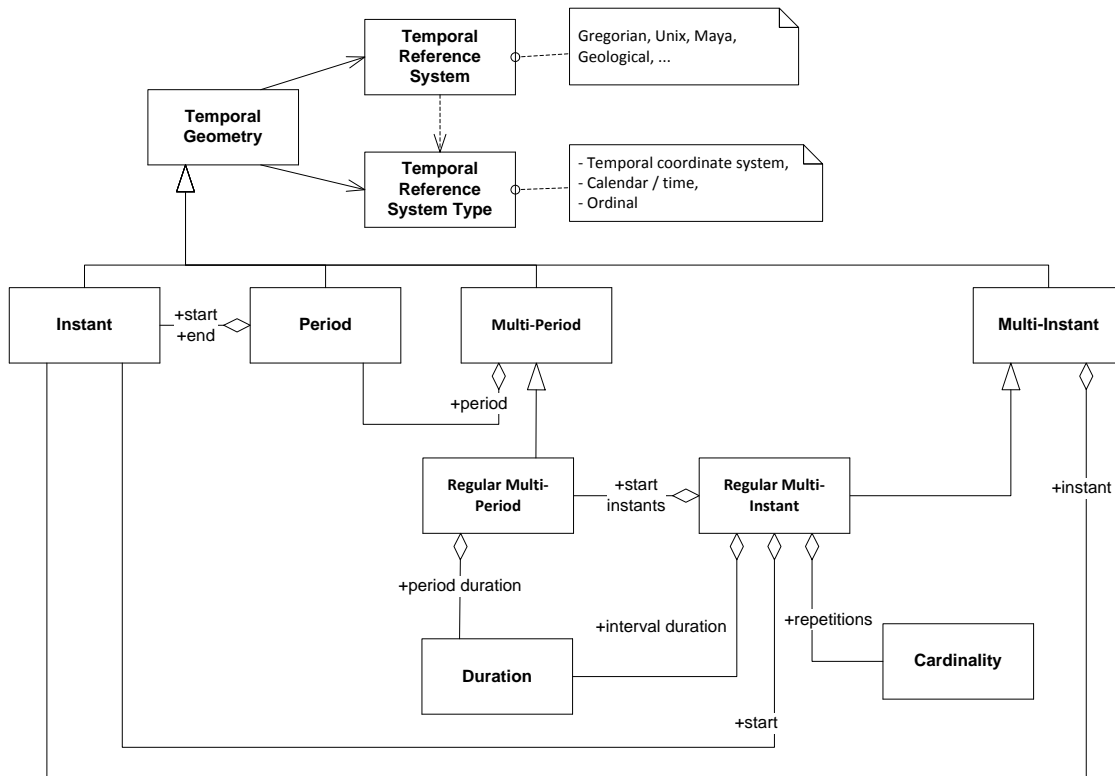 Temporal
Reference
System
Gregorian, Unix, Maya,
Geological, ...
Temporal
Geometry
Temporal
Reference
System Type
- Temporal coordinate system,
- Calendar / time,
- Ordinal
Instant
+start
+end
Period
Multi-Period
Multi-Instant
+period
Regular Multi-
Period
+start
instants
Regular Multi-
Instant
+instant
+period duration
+interval duration
+repetitions
Duration
Cardinality
+start